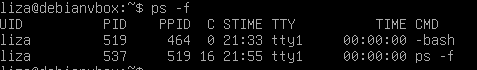 liza@debianvbox:~$ ps -f
UID          PID    PPID  C STIME TTY          TIME CMD
liza         519     464  0 21:33 tty1     00:00:00 -bash
liza         537     519 16 21:55 tty1     00:00:00 ps -f
liza@debianvbox:~$